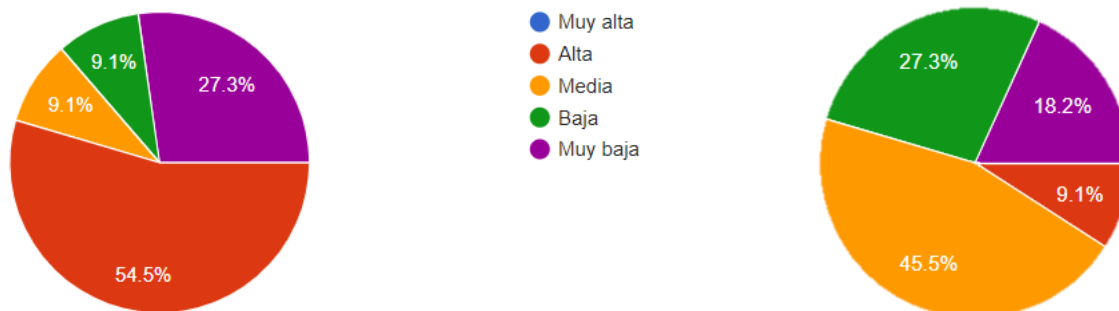 9.1%
27.3%
9.1%
54.5%
Muy alta
Alta
Media
Baja
Muy baja
27.3%
18.2%
9.1%
45.5%